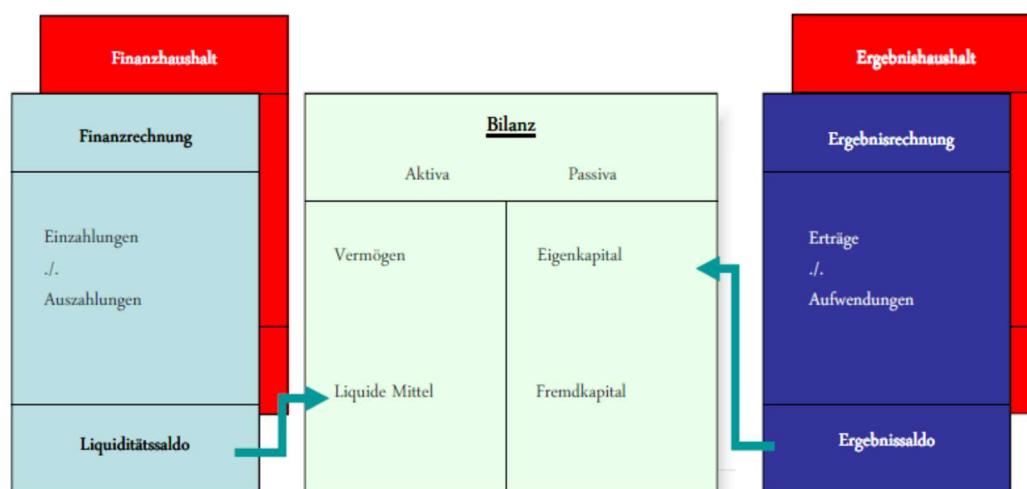 Finanzhaushalt
Finanzrechnung
Einzahlungen
./.
Auszahlungen
Liquiditätssaldo
Bilanz
Aktiva Passiva
Vermögen Eigenkapital
Liquide Mittel Fremdkapital
Ergebnishaushalt
Ergebnisrechnung
Erträge
./.
Aufwendungen
Ergebnissaldo